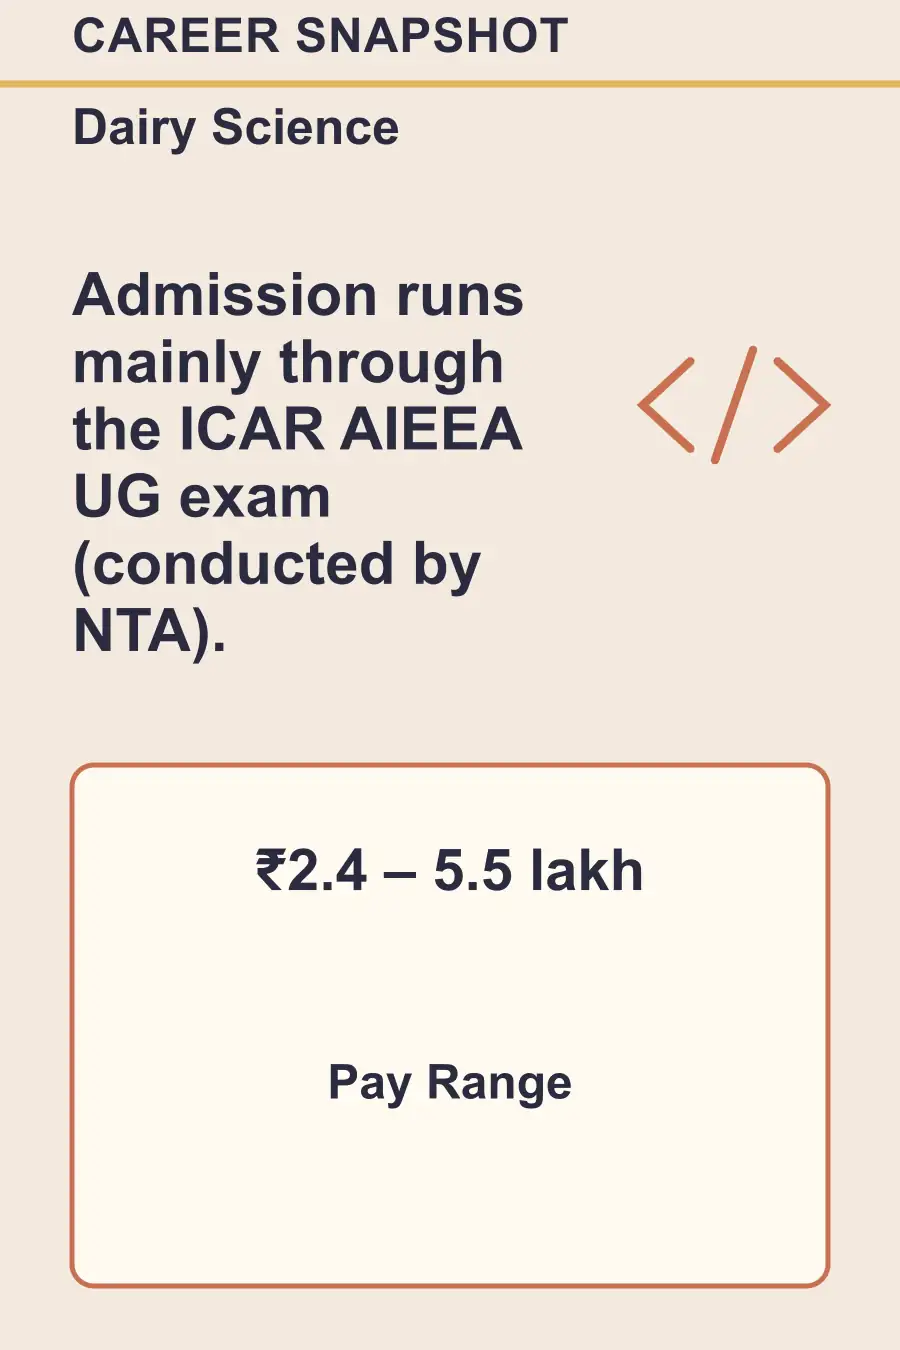 CAREER SNAPSHOT
Dairy Science
Admission runs
mainly through
the ICAR AIEEA
UG exam
(conducted by
NTA).
₹2.4 – 5.5 lakh
Pay Range